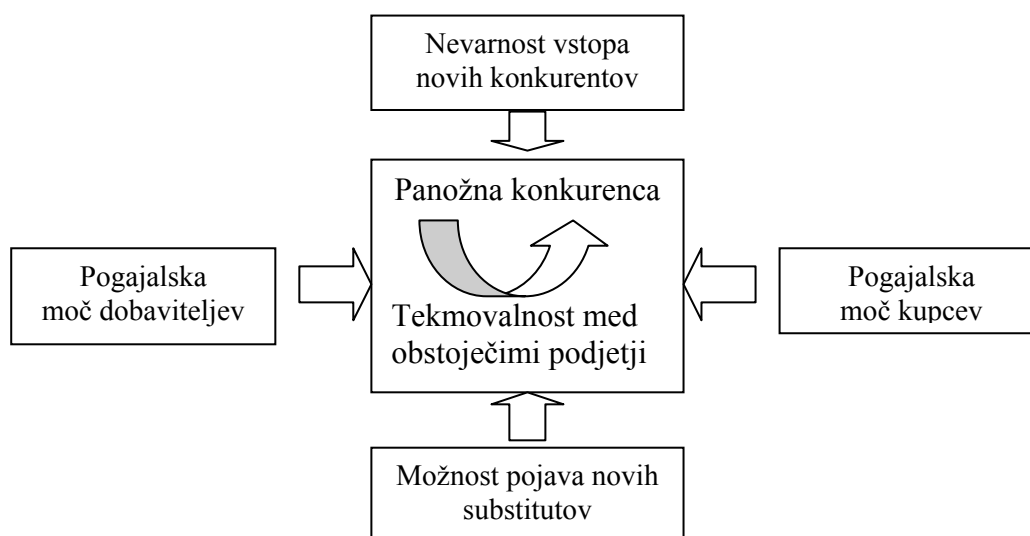 Nevarnost vstopa
novih konkurentov
Panožna konkurenca
Pogajalska
moč dobaviteljev
Tekmovalnost med
obstoječimi podjetji
Pogajalska
moč kupcev
Možnost pojava novih
substitutov